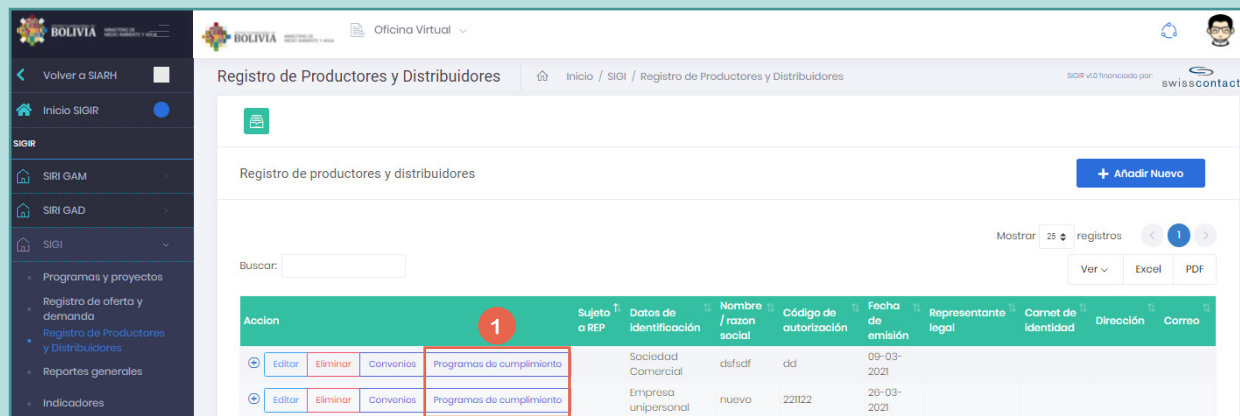 BOLIVIA
BOLIVIA
MEDIO AMBIENTE Y AGUA
Oficina Virtual
Volver a SIARH
Registro de Productores y Distribuidores
Inicio / SIGI / Registro de Productores y Distribuidores
SIGIR v1.0 financiado por:
swisscontact
Inicio SIGIR
SIGIR
SIRI GAM
SIRI GAD
SIGI
Programas y proyectos
Registro de oferta y
demanda
Registro de Productores
y Distribuidores
Reportes generales
Indicadores
Registro de productores y distribuidores
+ Añadir Nuevo
Mostrar 25 registros
1
Buscar:
Ver Excel PDF
1
Accion
Sujeto
a REP
Datos de
identificación
Nombre
/ razon
social
Código de
autorización
Fecha
de
emisión
Representante
legal
Carnet de
identidad
Dirección
Correo
Editar Eliminar Convenios Programas de cumplimiento
Sociedad
Comercial
dsfsdf
dd
09-03-
2021
Editar Eliminar Convenios Programas de cumplimiento
Empresa
unipersonal
nuevo
221122
26-03-
2021